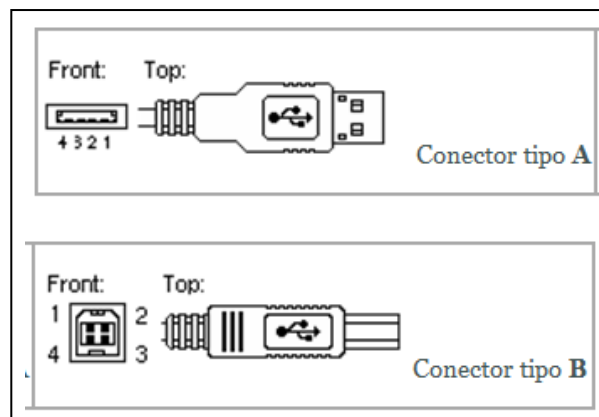 Front: Top:
4 3 2 1
Conector tipo A
Front: Top:
1 2
4 3
Conector tipo B